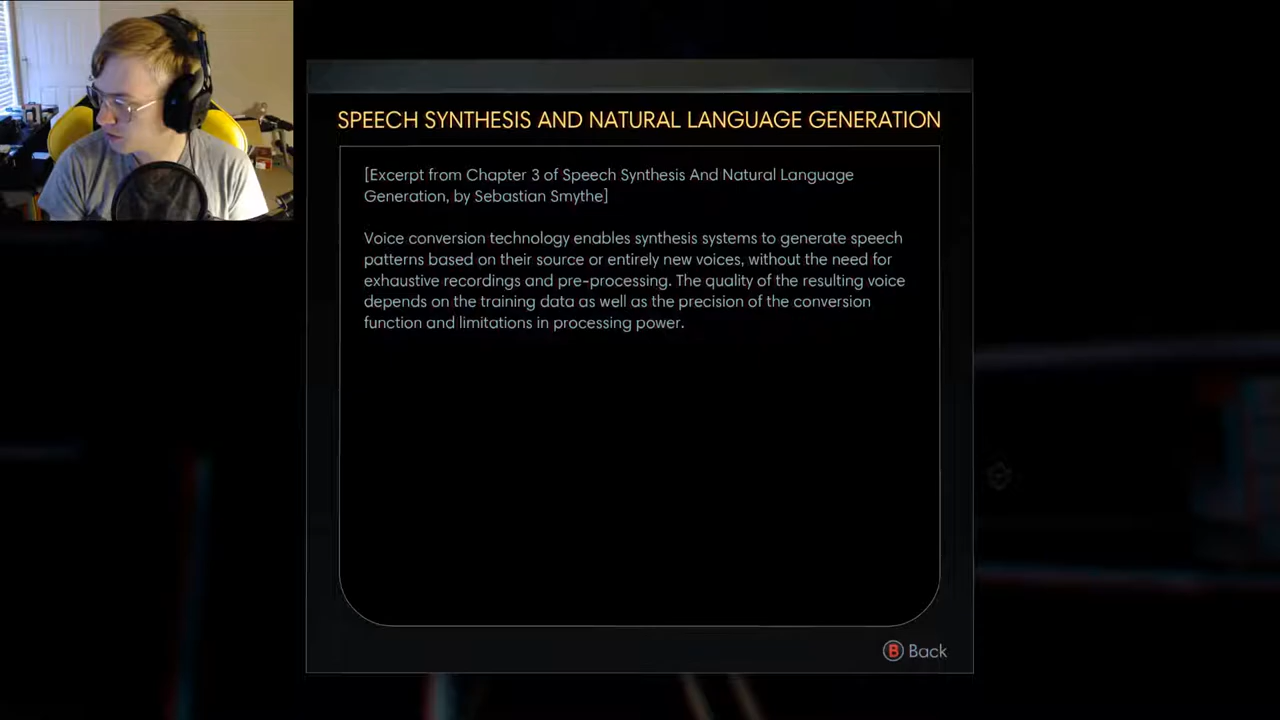 SPEECH SYNTHESIS AND NATURAL LANGUAGE GENERATION
[Excerpt from Chapter 3 of Speech Synthesis And Natural Language
Generation, by Sebastian Smythe]
Voice conversion technology enables synthesis systems to generate speech
patterns based on their source or entirely new voices, without the need for
exhaustive recordings and pre-processing. The quality of the resulting voice
depends on the training data as well as the precision of the conversion
function and limitations in processing power.
B Back